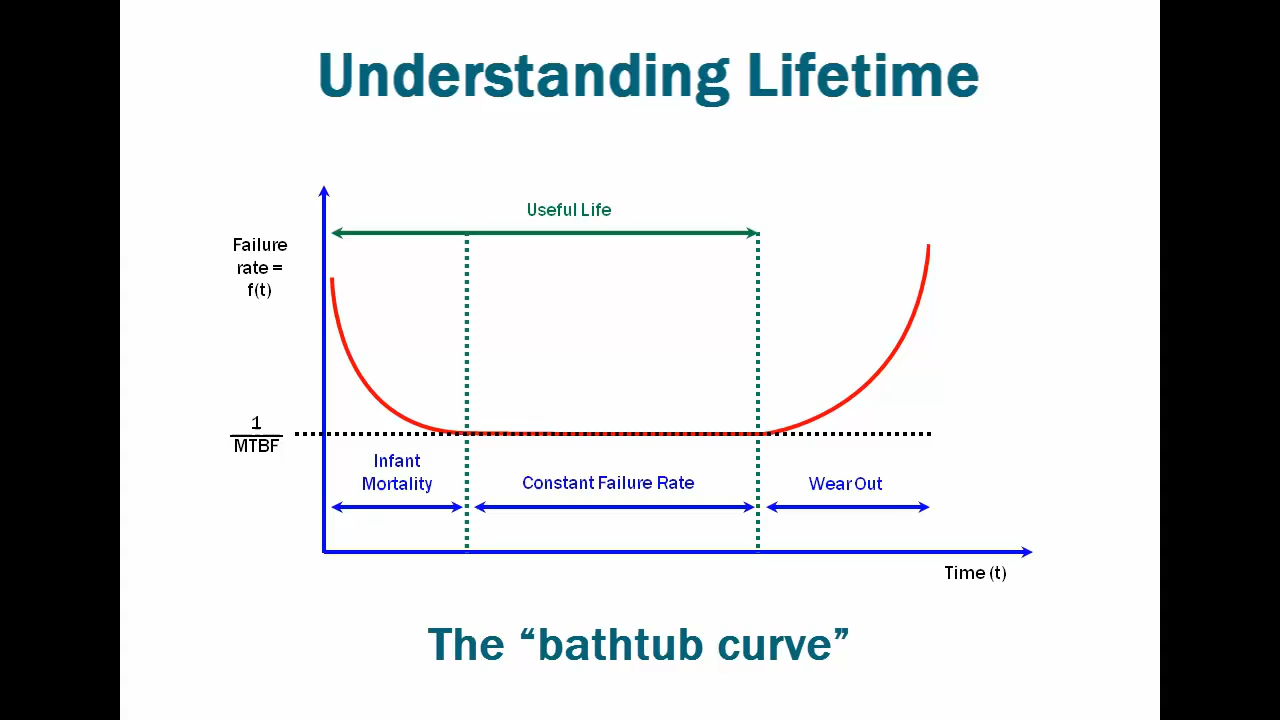 Understanding Lifetime
Useful Life
Failure
rate =
f(t)
1
MTBF
Infant
Mortality
Constant Failure Rate
Wear Out
Time (t)
The “bathtub curve”